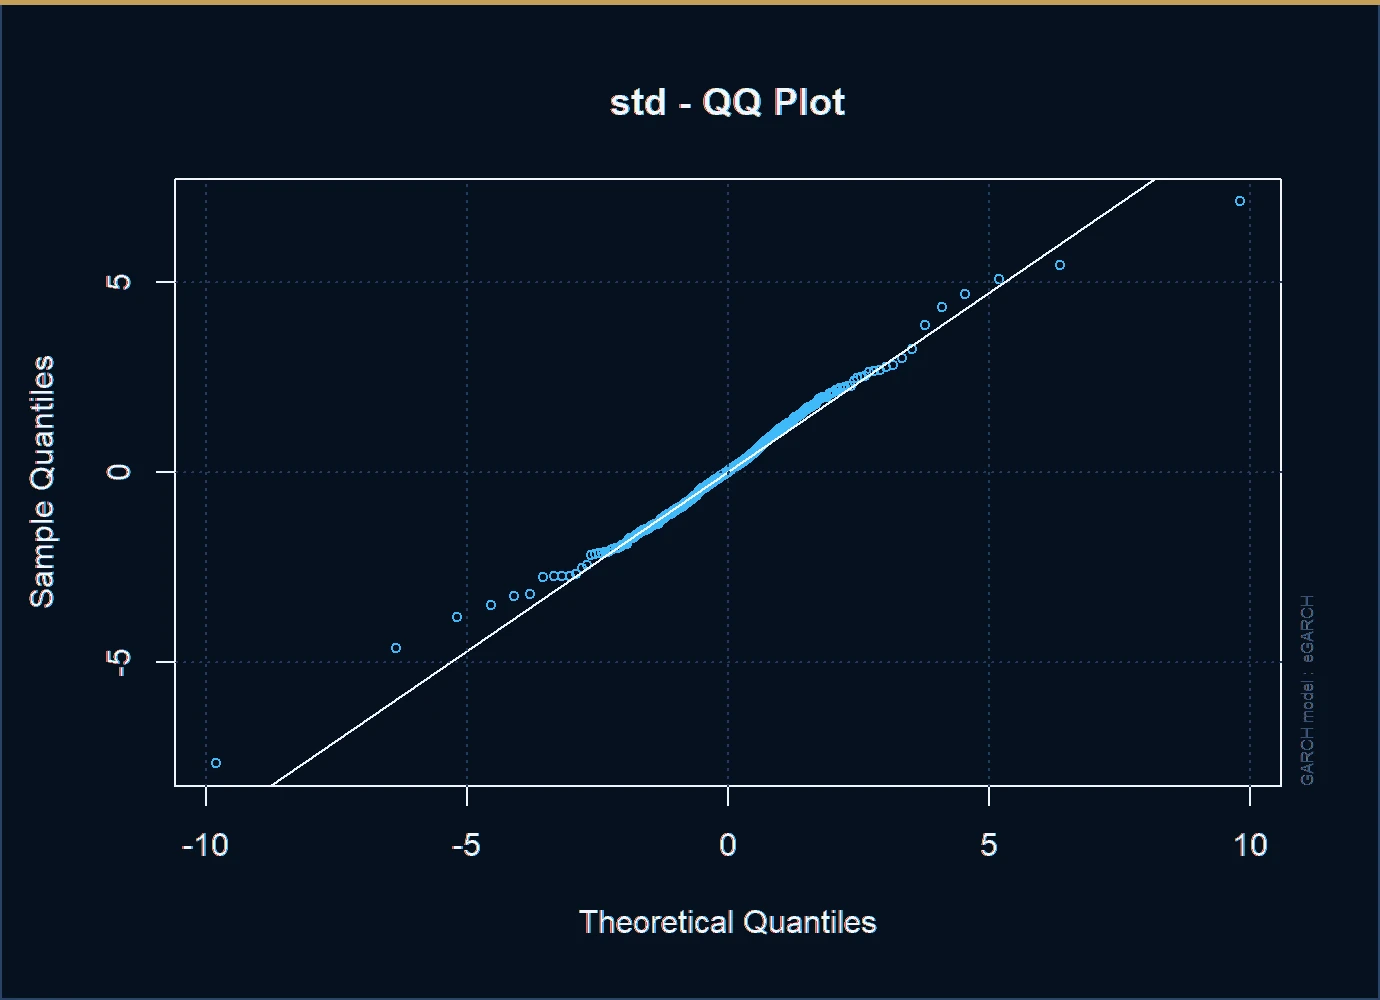 std - QQ Plot
Sample Quantiles
5
0
-5
-10
-5
0
5
10
Theoretical Quantiles
GARCH model : eGARCH